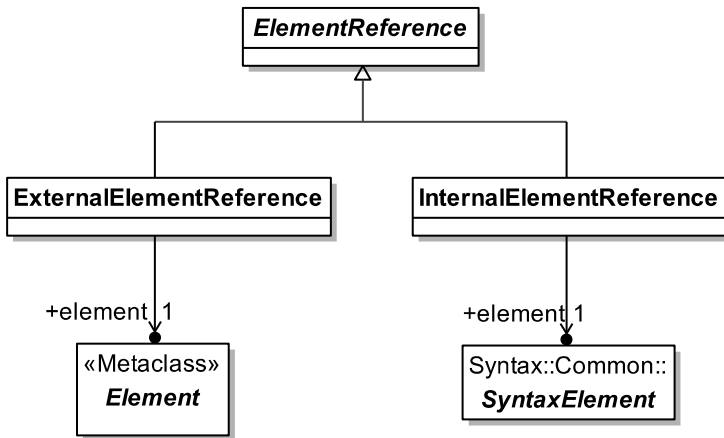 ElementReference
ExternalElementReference
InternalElementReference
+element 1
+element 1
«Metaclass»
Element
Syntax::Common::
SyntaxElement